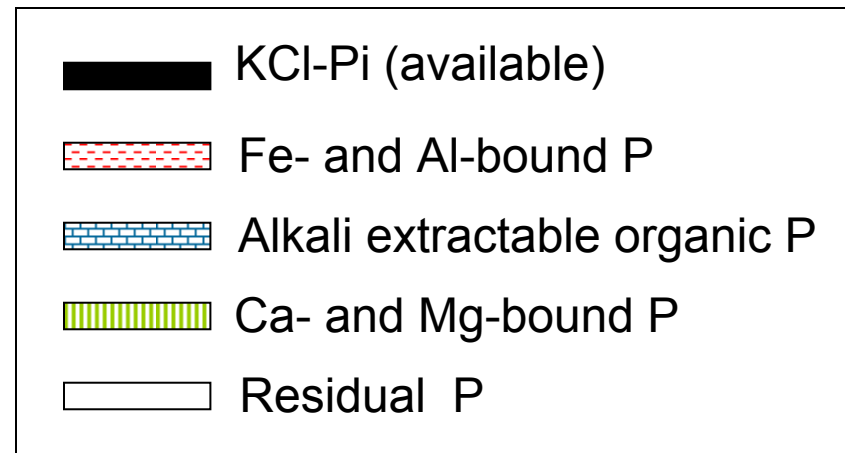 KCl-Pi (available)
Fe- and Al-bound P
Alkali extractable organic P
Ca- and Mg-bound P
Residual P